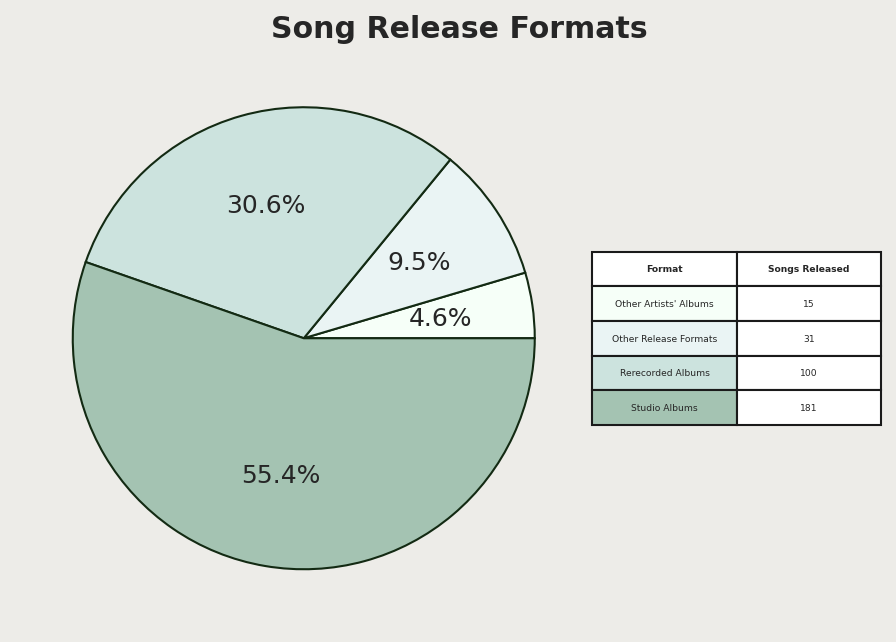 Song Release Formats
30.6%
9.5%
4.6%
55.4%
Format Songs Released
Other Artists' Albums 15
Other Release Formats 31
Rerecorded Albums 100
Studio Albums 181